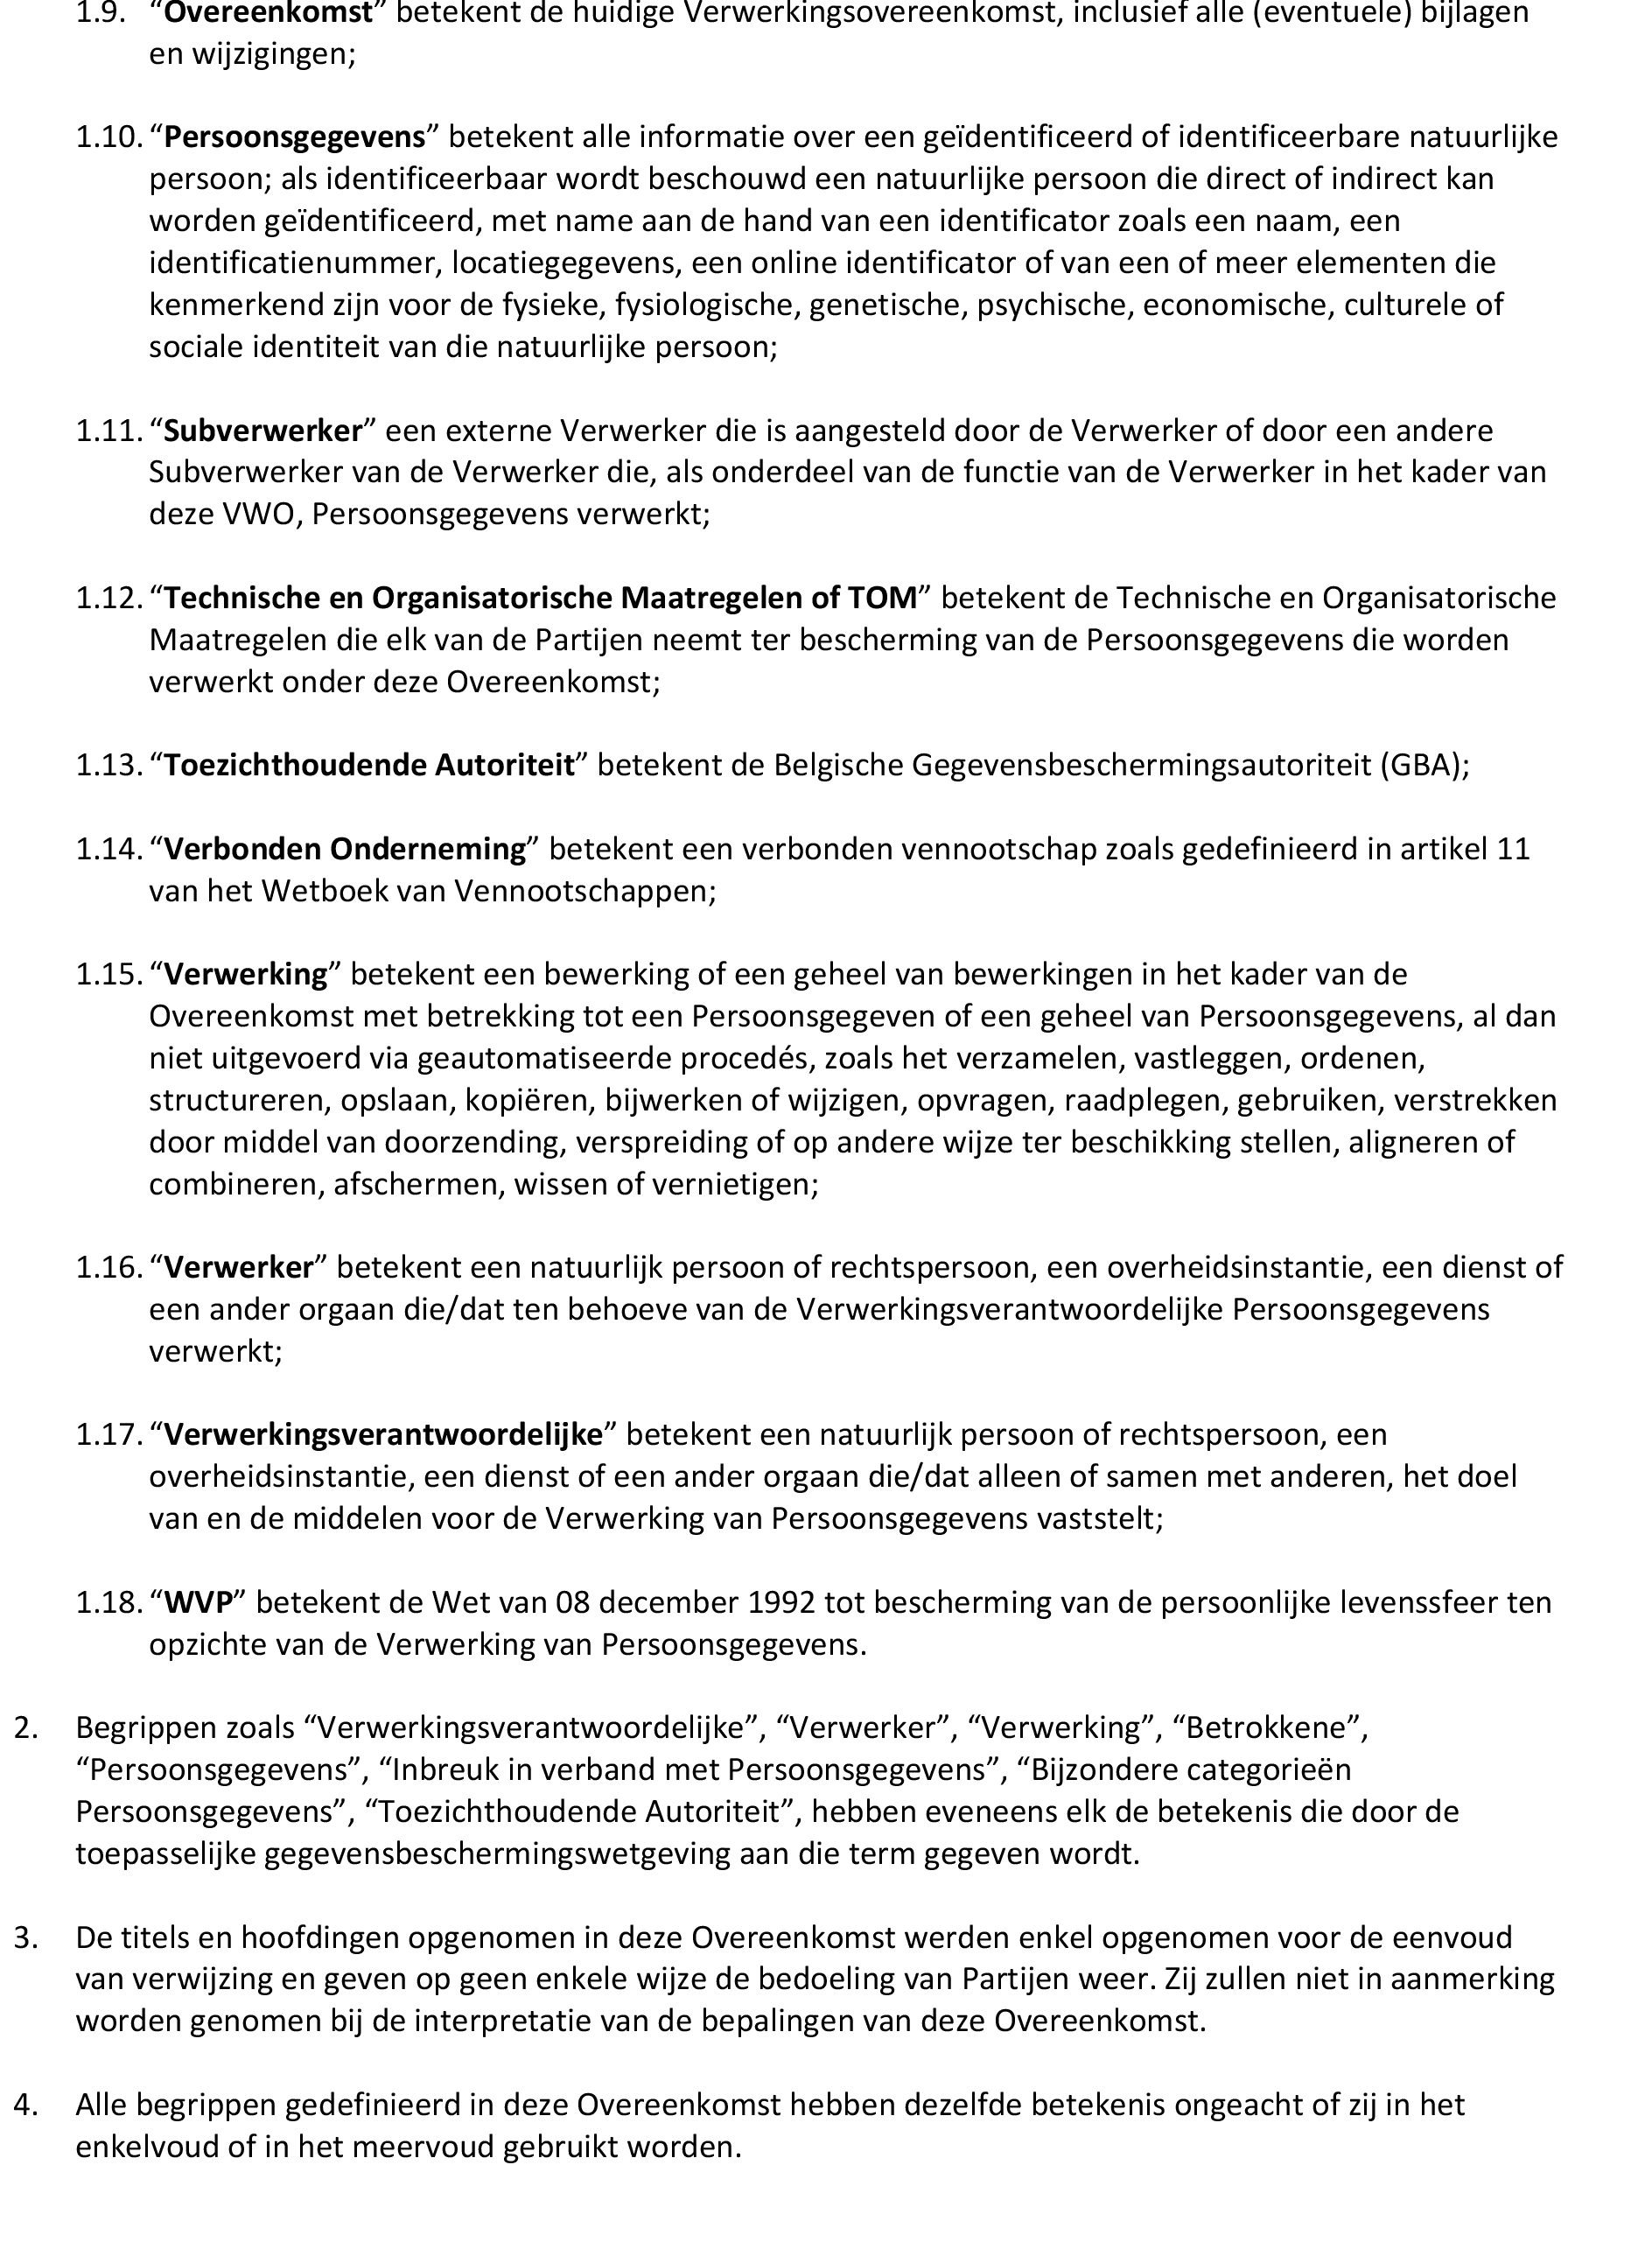 1.9. “Overeenkomst” betekent de huidige Verwerkingsovereenkomst, inclusief alle (eventuele) bijlagen
en wijzigingen;
1.10. “Persoonsgegevens” betekent alle informatie over een geïdentificeerd of identificeerbare natuurlijke
persoon; als identificeerbaar wordt beschouwd een natuurlijke persoon die direct of indirect kan
worden geïdentificeerd, met name aan de hand van een identificator zoals een naam, een
identificatienummer, locatiegegevens, een online identificator of van een of meer elementen die
kenmerkend zijn voor de fysieke, fysiologische, genetische, psychische, economische, culturele of
sociale identiteit van die natuurlijke persoon;
1.11. “Subverwerker” een externe Verwerker die is aangesteld door de Verwerker of door een andere
Subverwerker van de Verwerker die, als onderdeel van de functie van de Verwerker in het kader van
deze VWO, Persoonsgegevens verwerkt;
1.12. “Technische en Organisatorische Maatregelen of TOM” betekent de Technische en Organisatorische
Maatregelen die elk van de Partijen neemt ter bescherming van de Persoonsgegevens die worden
verwerkt onder deze Overeenkomst;
1.13. “Toezichthoudende Autoriteit” betekent de Belgische Gegevensbeschermingsautoriteit (GBA);
1.14. “Verbonden Onderneming” betekent een verbonden vennootschap zoals gedefinieerd in artikel 11
van het Wetboek van Vennootschappen;
1.15. “Verwerking” betekent een bewerking of een geheel van bewerkingen in het kader van de
Overeenkomst met betrekking tot een Persoonsgegeven of een geheel van Persoonsgegevens, al dan
niet uitgevoerd via geautomatiseerde procedés, zoals het verzamelen, vastleggen, ordenen,
structureren, opslaan, kopiëren, bijwerken of wijzigen, opvragen, raadplegen, gebruiken, verstrekken
door middel van doorzending, verspreiding of op andere wijze ter beschikking stellen, aligneren of
combineren, afschermen, wissen of vernietigen;
1.16. “Verwerker” betekent een natuurlijk persoon of rechtspersoon, een overheidsinstantie, een dienst of
een ander orgaan die/dat ten behoeve van de Verwerkingsverantwoordelijke Persoonsgegevens
verwerkt;
1.17. “Verwerkingsverantwoordelijke” betekent een natuurlijk persoon of rechtspersoon, een
overheidsinstantie, een dienst of een ander orgaan die/dat alleen of samen met anderen, het doel
van en de middelen voor de Verwerking van Persoonsgegevens vaststelt;
1.18. “WVP” betekent de Wet van 08 december 1992 tot bescherming van de persoonlijke levenssfeer ten
opzichte van de Verwerking van Persoonsgegevens.
2. Begrippen zoals “Verwerkingsverantwoordelijke”, “Verwerker”, “Verwerking”, “Betrokkene”,
“Persoonsgegevens”, “Inbreuk in verband met Persoonsgegevens”, “Bijzondere categorieën
Persoonsgegevens”, “Toezichthoudende Autoriteit”, hebben eveneens elk de betekenis die door de
toepasselijke gegevensbeschermingswetgeving aan die term gegeven wordt.
3. De titels en hoofdingen opgenomen in deze Overeenkomst werden enkel opgenomen voor de eenvoud
van verwijzing en geven op geen enkele wijze de bedoeling van Partijen weer. Zij zullen niet in aanmerking
worden genomen bij de interpretatie van de bepalingen van deze Overeenkomst.
4. Alle begrippen gedefinieerd in deze Overeenkomst hebben dezelfde betekenis ongeacht of zij in het
enkelvoud of in het meervoud gebruikt worden.